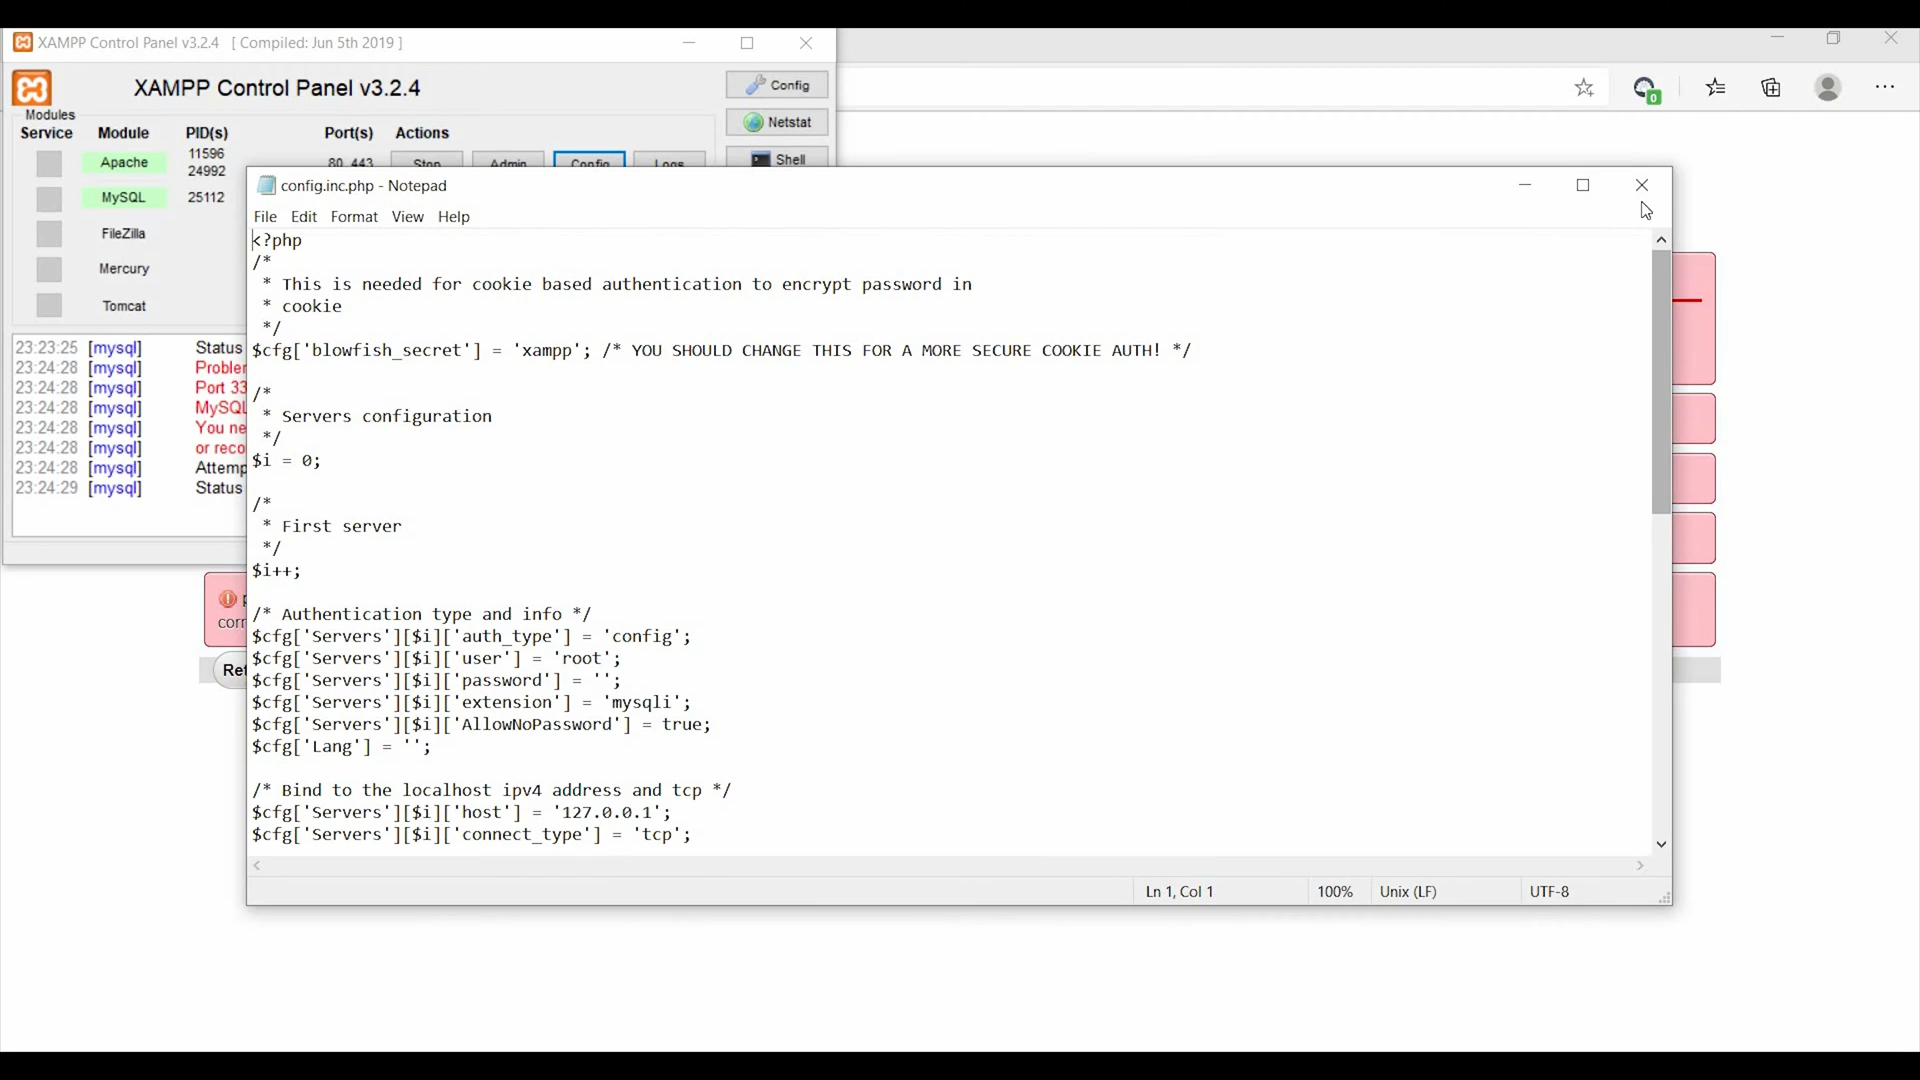 XAMPP Control Panel v3.2.4 [ Compiled: Jun 5th 2019 ]
XAMPP Control Panel v3.2.4
Config
Modules
Service Module PID(s) Port(s) Actions
Netstat
Apache 11596 24992 80, 443 Stop Admin Config Logs
Shell
MySQL 25112
FileZilla
Mercury
Tomcat
23:23:25 [mysql] Status
23:24:28 [mysql] Problem
23:24:28 [mysql] Port 33
23:24:28 [mysql] MySQL
23:24:28 [mysql] You ne
23:24:28 [mysql] or reco
23:24:28 [mysql] Attemp
23:24:29 [mysql] Status
0
corr
Ret
config.inc.php - Notepad
File Edit Format View Help
<?php
/*
 * This is needed for cookie based authentication to encrypt password in
 * cookie
 */
$cfg['blowfish_secret'] = 'xampp'; /* YOU SHOULD CHANGE THIS FOR A MORE SECURE COOKIE AUTH! */
/*
 * Servers configuration
 */
$i = 0;
/*
 * First server
 */
$i++;
/* Authentication type and info */
$cfg['Servers'][$i]['auth_type'] = 'config';
$cfg['Servers'][$i]['user'] = 'root';
$cfg['Servers'][$i]['password'] = '';
$cfg['Servers'][$i]['extension'] = 'mysqli';
$cfg['Servers'][$i]['AllowNoPassword'] = true;
$cfg['Lang'] = '';
/* Bind to the localhost ipv4 address and tcp */
$cfg['Servers'][$i]['host'] = '127.0.0.1';
$cfg['Servers'][$i]['connect_type'] = 'tcp';
Ln 1, Col 1 100% Unix (LF) UTF-8